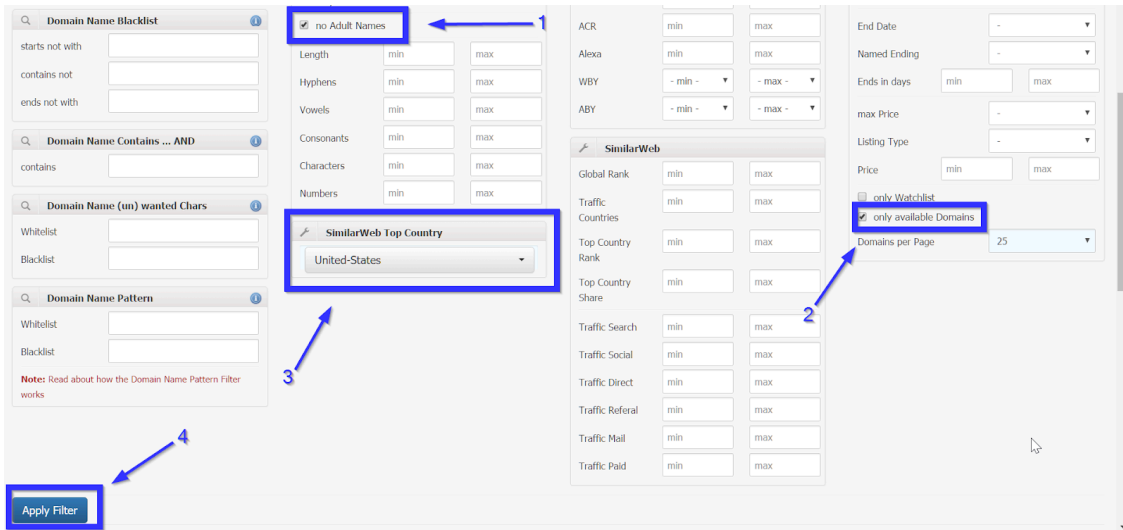 Domain Name Blacklist
starts not with
contains not
ends not with
Domain Name Contains ... AND
contains
Domain Name (un) wanted Chars
Whitelist
Blacklist
Domain Name Pattern
Whitelist
Blacklist
Note: Read about how the Domain Name Pattern Filter
works
4
Apply Filter
no Adult Names
1
Length min max
Hyphens min max
Vowels min max
Consonants min max
Characters min max
Numbers min max
SimilarWeb Top Country
United-States
3
ACR min max
Alexa min max
WBY - min - - max -
ABY - min - - max -
SimilarWeb
Global Rank min max
Traffic
Countries min max
Top Country
Rank min max
Top Country
Share min max
Traffic Search min max
Traffic Social min max
Traffic Direct min max
Traffic Referal min max
Traffic Mail min max
Traffic Paid min max
End Date -
Named Ending -
Ends in days min max
max Price -
Listing Type -
Price min max
only Watchlist
only available Domains
Domains per Page 25
2